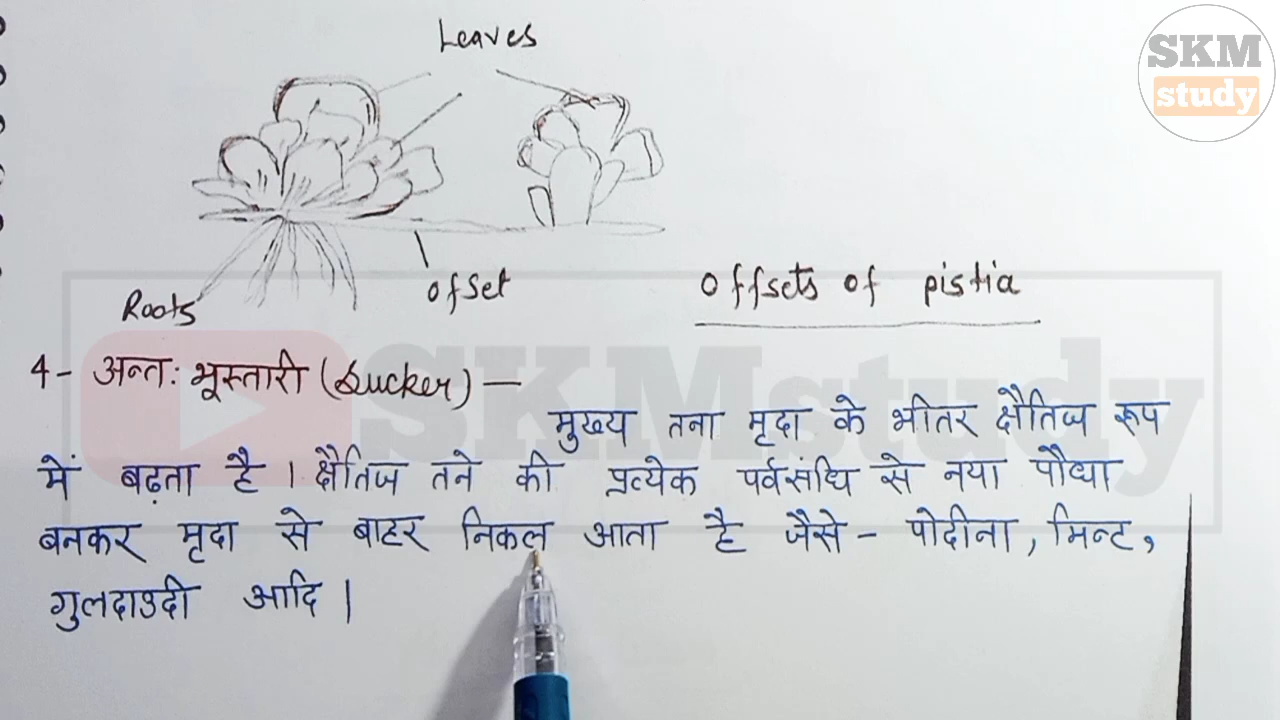 Leaves
SKM
study
Roots
ofset
Offsets of pistia
SKMstudy
4- अन्त: भूस्तारी (Sucker) —
मुख्य तना मृदा के भीतर क्षैतिज रूप
में बढ़ता है । क्षैतिज तने की प्रत्येक पर्वसंधि से नया पौधा
बनकर मृदा से बाहर निकल आता है जैसे - पोदीना, मिन्ट,
गुलदाउदी आदि ।